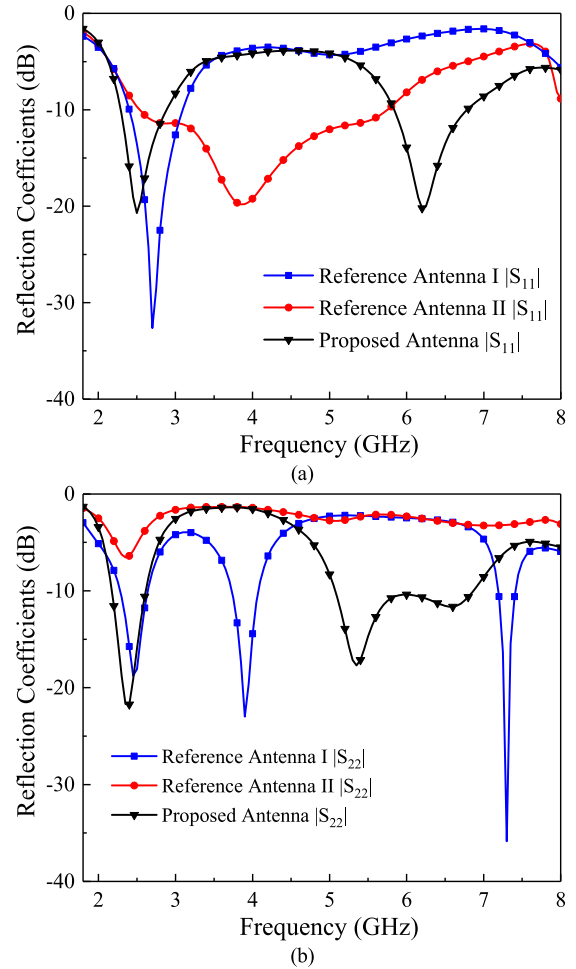 0
-10
-20
-30
-40
Reflection Coefficients (dB)
Reference Antenna I |S11|
Reference Antenna II |S11|
Proposed Antenna |S11|
2 3 4 5 6 7 8
Frequency (GHz)
(a)
0
-10
-20
-30
-40
Reflection Coefficients (dB)
Reference Antenna I |S22|
Reference Antenna II |S22|
Proposed Antenna |S22|
2 3 4 5 6 7 8
Frequency (GHz)
(b)